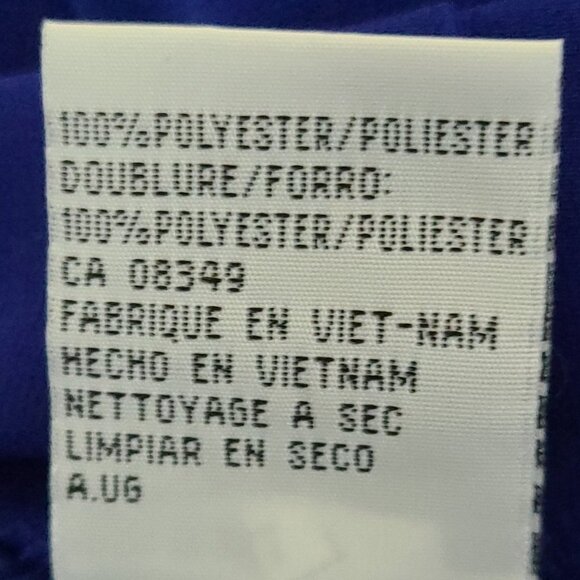 100%POLYESTER/POLIESTER
DOUBLURE/FORRO:
100%POLYESTER/POLIESTER
CA 08349
FABRIQUE EN VIET-NAM
HECHO EN VIETNAM
NETTOYAGE A SEC
LIMPIAR EN SECO
A.UG